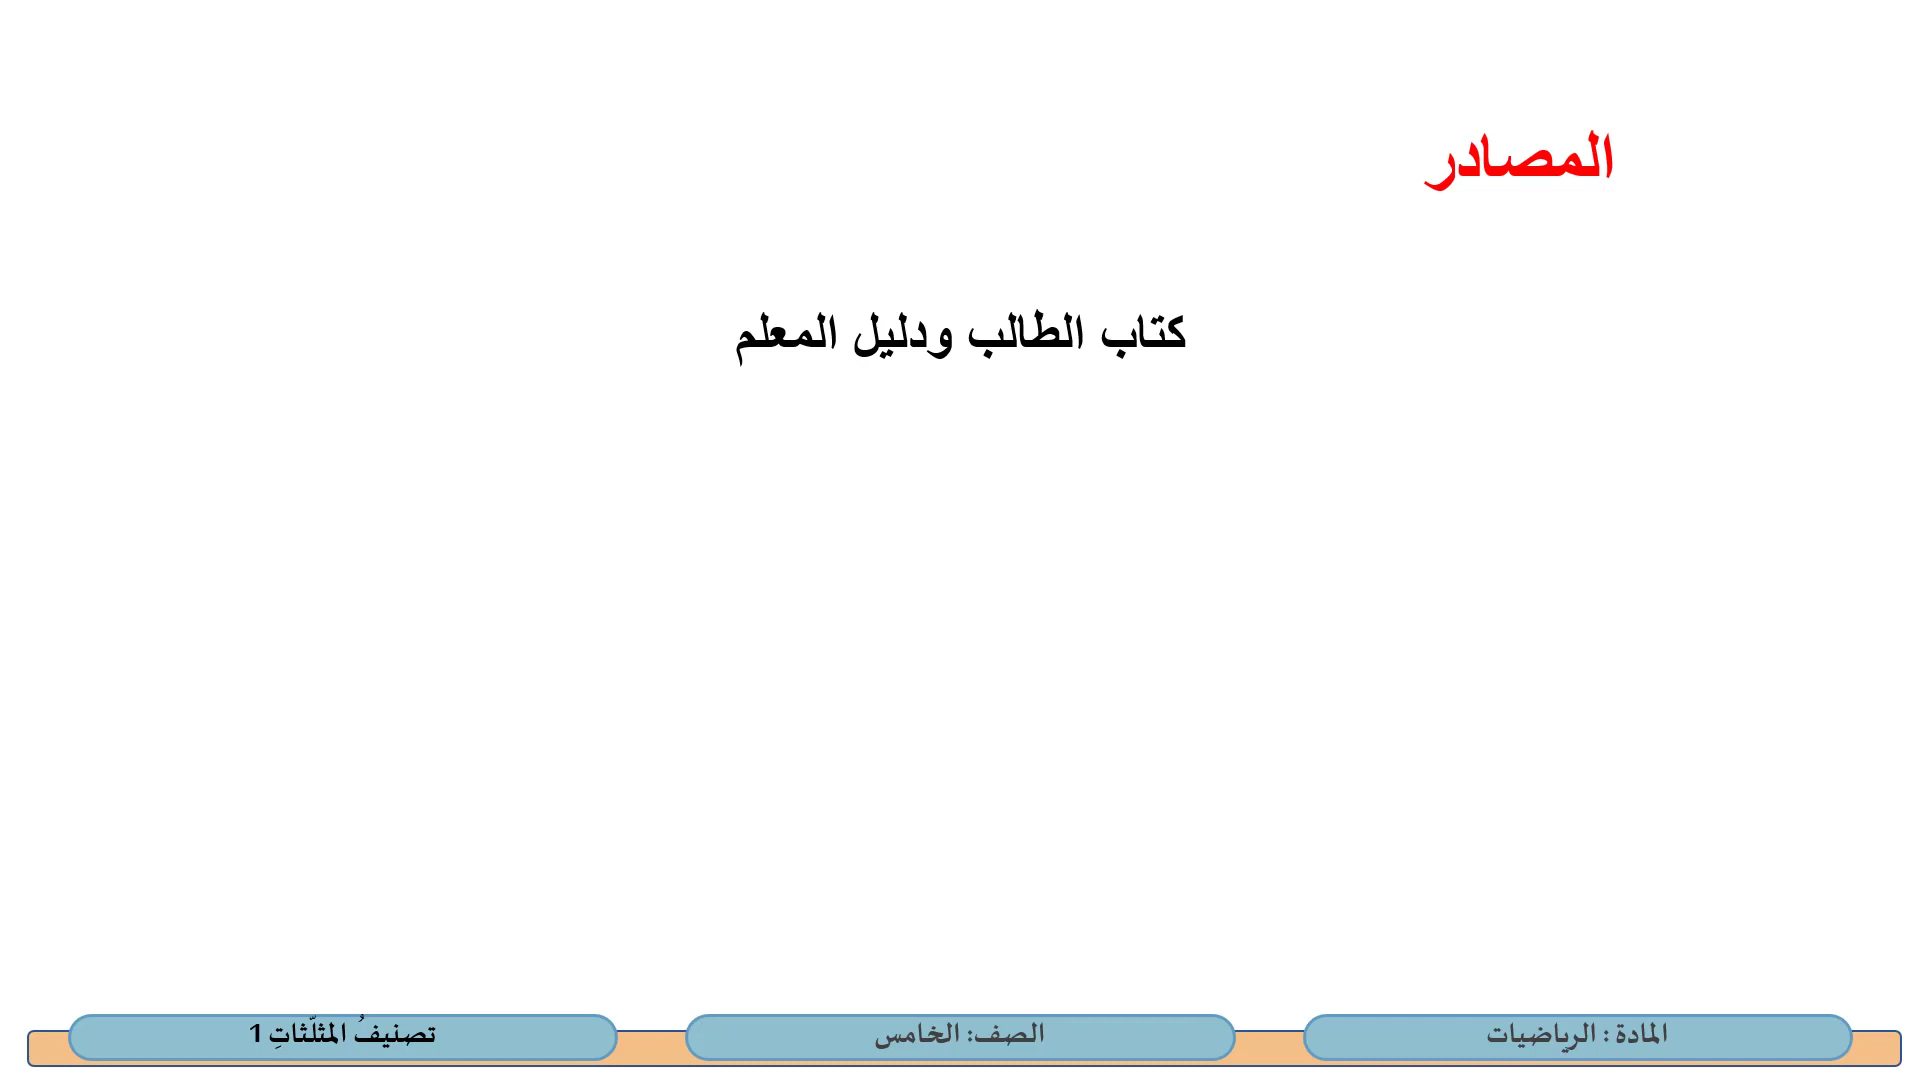 المصادر
كتاب الطالب ودليل المعلم
المادة : الرياضيات
الصف: الخامس
تصنيفُ المثلّثاتِ 1